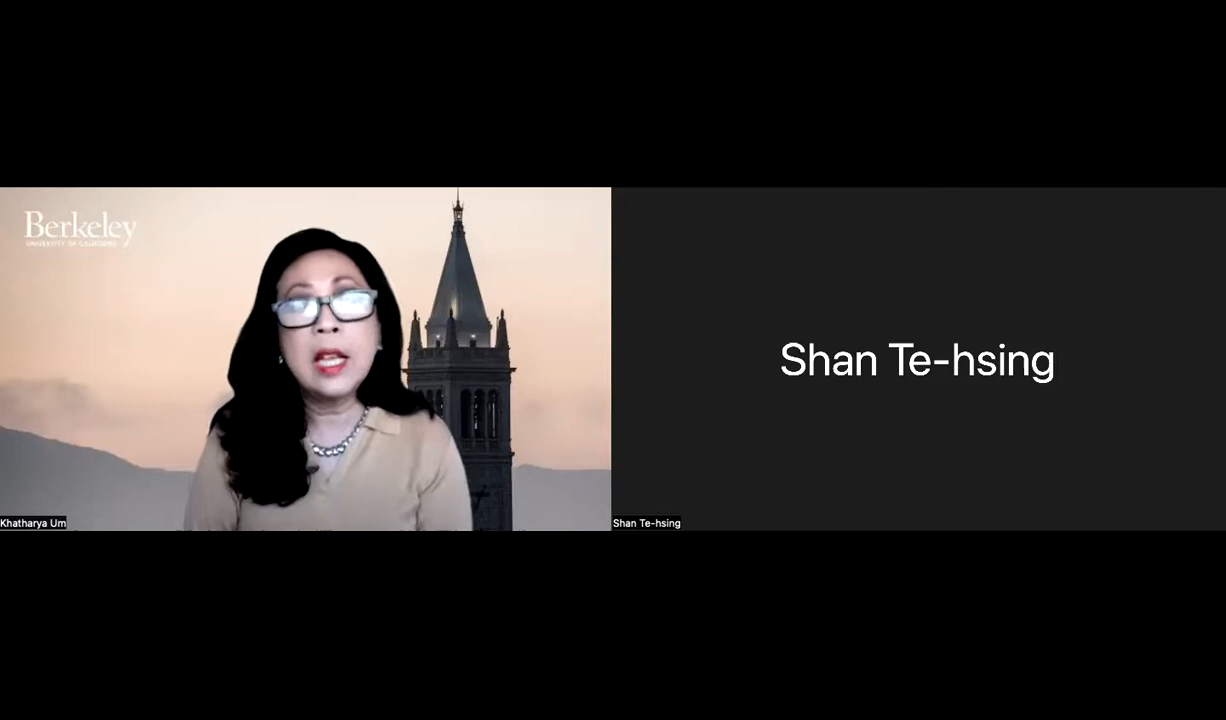 Berkeley
UNIVERSITY OF CALIFORNIA
Shan Te-hsing
Khatharya Um
Shan Te-hsing